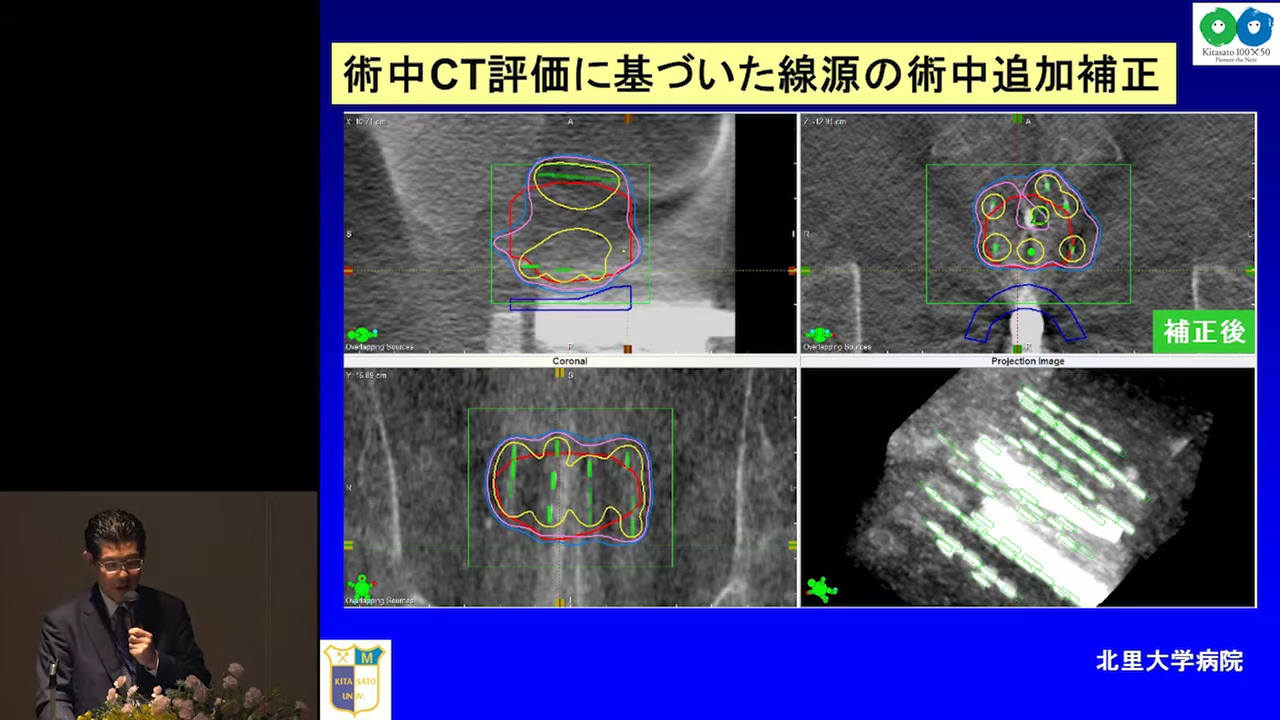 Kitasato 100×50
Pioneer the Next
術中CT評価に基づいた線源の術中追加補正
A
A
S
R
L
補正後
Overlapping Sources
R
Overlapping Sources
Coronal
Projection Image
S
R
Overlapping Sources
I
M
KITA SATO
UNIV.
北里大学病院